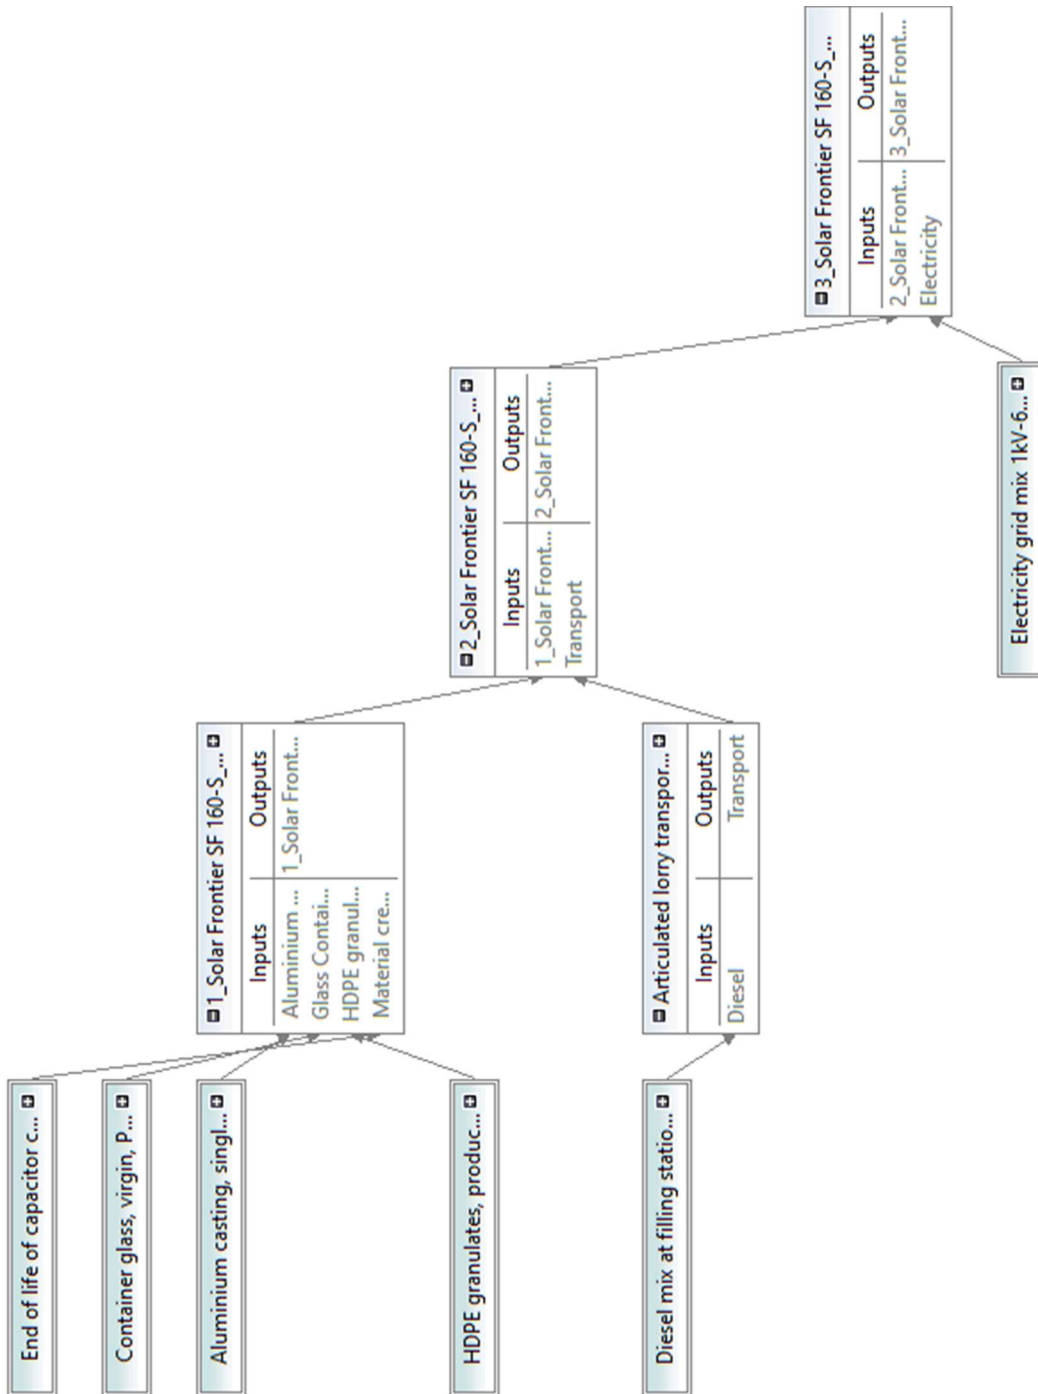 End of life of capacitor c...
Container glass, virgin, P...
Aluminium casting, singl...
HDPE granulates, produc...
Diesel mix at filling statio...
1_Solar Frontier SF 160-S_...
Inputs Outputs
Aluminium ... 1_Solar Front...
Glass Contai...
HDPE granul...
Material cre...
Articulated lorry transpor...
Inputs Outputs
Diesel Transport
2_Solar Frontier SF 160-S_...
Inputs Outputs
1_Solar Front... 2_Solar Front...
Transport
Electricity grid mix 1kV-6...
3_Solar Frontier SF 160-S_...
Inputs Outputs
2_Solar Front... 3_Solar Front...
Electricity